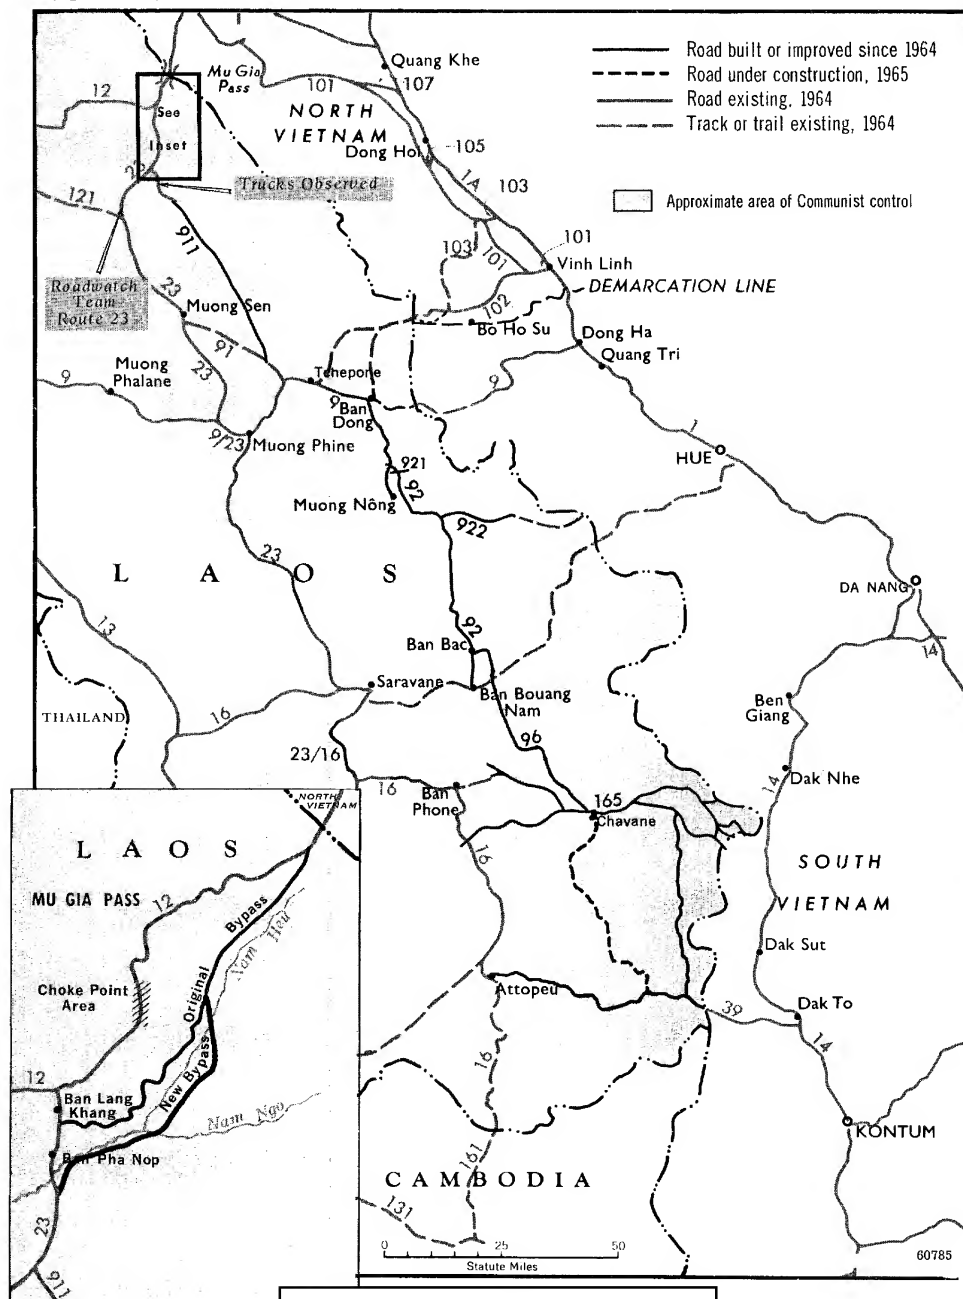 Road built or improved since 1964
Road under construction, 1965
Road existing, 1964
Track or trail existing, 1964
Approximate area of Communist control
Quang Khe
Mu Gia
Pass
107
101
12
See
Inset
NORTH
VIETNAM
Dong Hoi
105
1A
103
23
Trucks Observed
121
911
103
101
101
Vinh Linh
DEMARCATION LINE
Roadwatch
Team
Route 23
23
Muong Sen
102
Bo Ho Su
Dong Ha
Quang Tri
91
23
Muong
Phalane
9
Tchepone
9
Ban
Dong
9
9/23
Muong Phine
1
HUE
921
92
Muong Nông
922
23
L A O S
DA NANG
13
92
Ban Bac
14
Saravane
Ban Bouang
Nam
Ben
Giang
THAILAND
16
23/16
96
16
Ban
Phone
14
Dak Nhe
165
Chavane
14
16
SOUTH
VIETNAM
Dak Sut
Attopeu
39
Dak To
14
16
KONTUM
161
CAMBODIA
131
0 25 50
Statute Miles
60785
NORTH
VIETNAM
L A O S
MU GIA PASS
12
Bypass
Nam Heu
Choke Point
Area
Original
New Bypass
12
Ban Lang
Khang
Nam Ngo
Ban Pha Nop
23
911